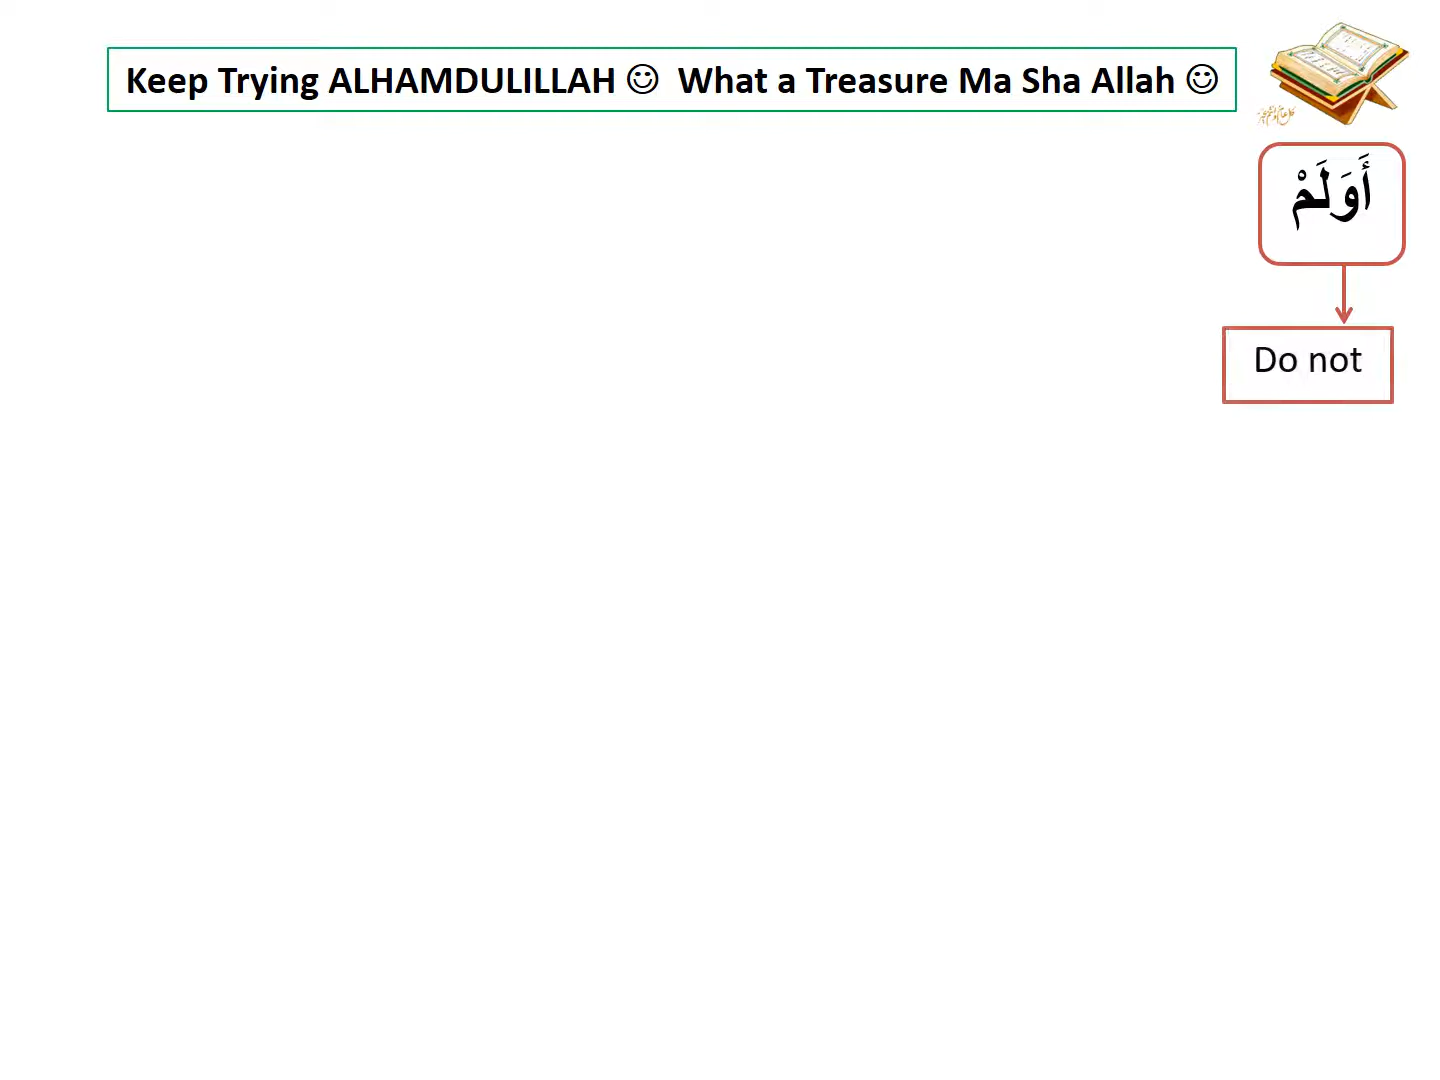 Keep Trying ALHAMDULILLAH ☺ What a Treasure Ma Sha Allah ☺
أَوَلَمْ
Do not